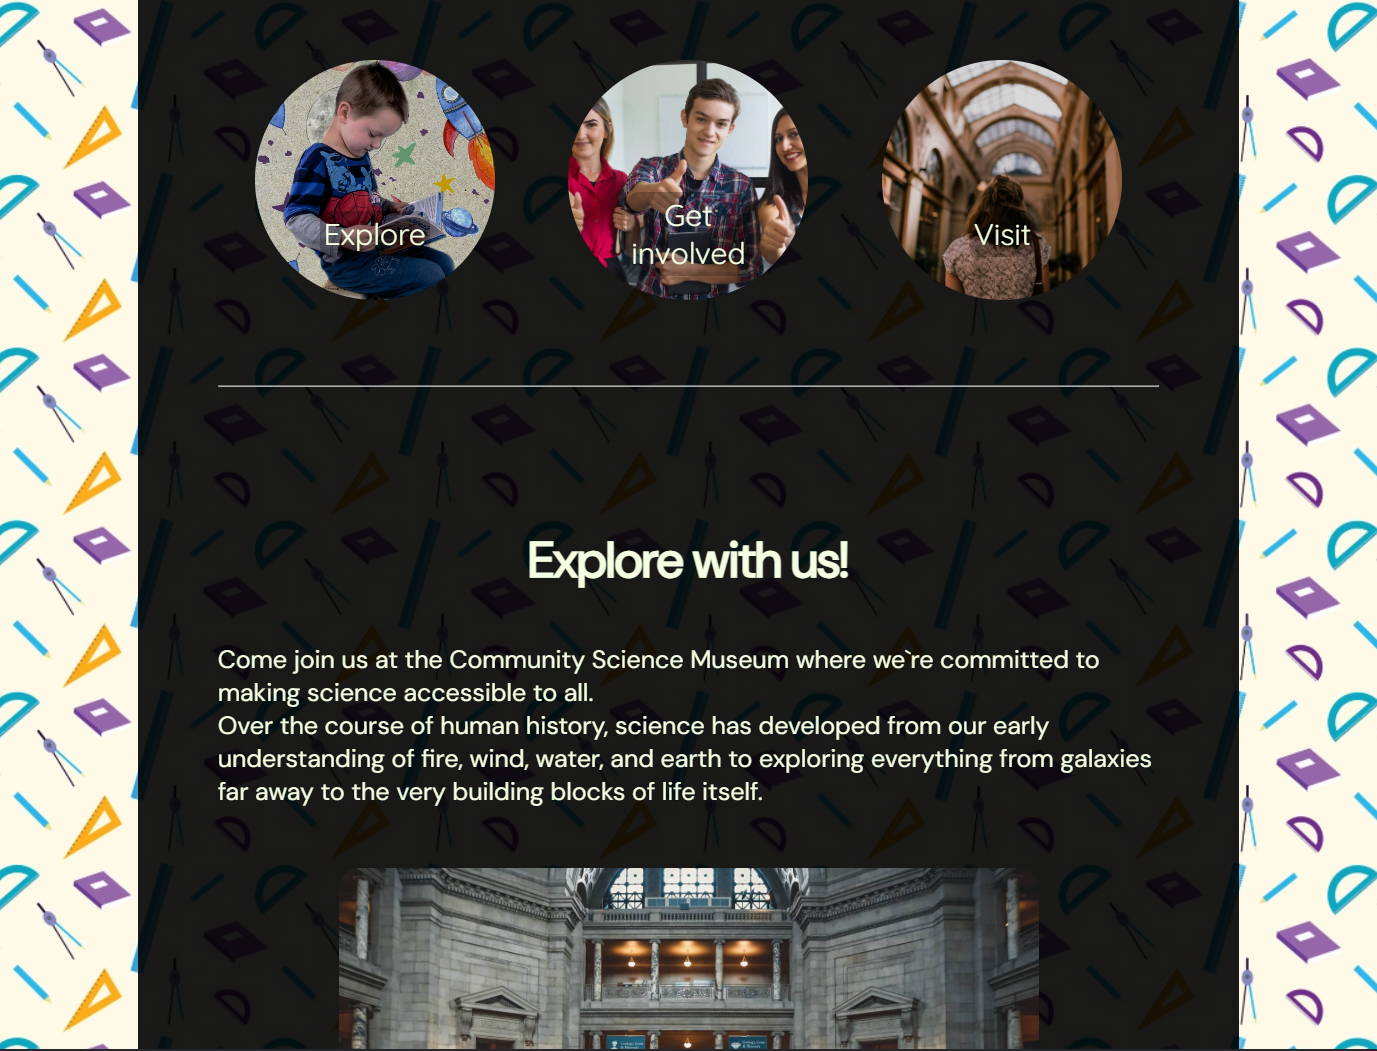 Explore
Get
involved
Visit
Explore with us!
Come join us at the Community Science Museum where we`re committed to
making science accessible to all.
Over the course of human history, science has developed from our early
understanding of fire, wind, water, and earth to exploring everything from galaxies
far away to the very building blocks of life itself.